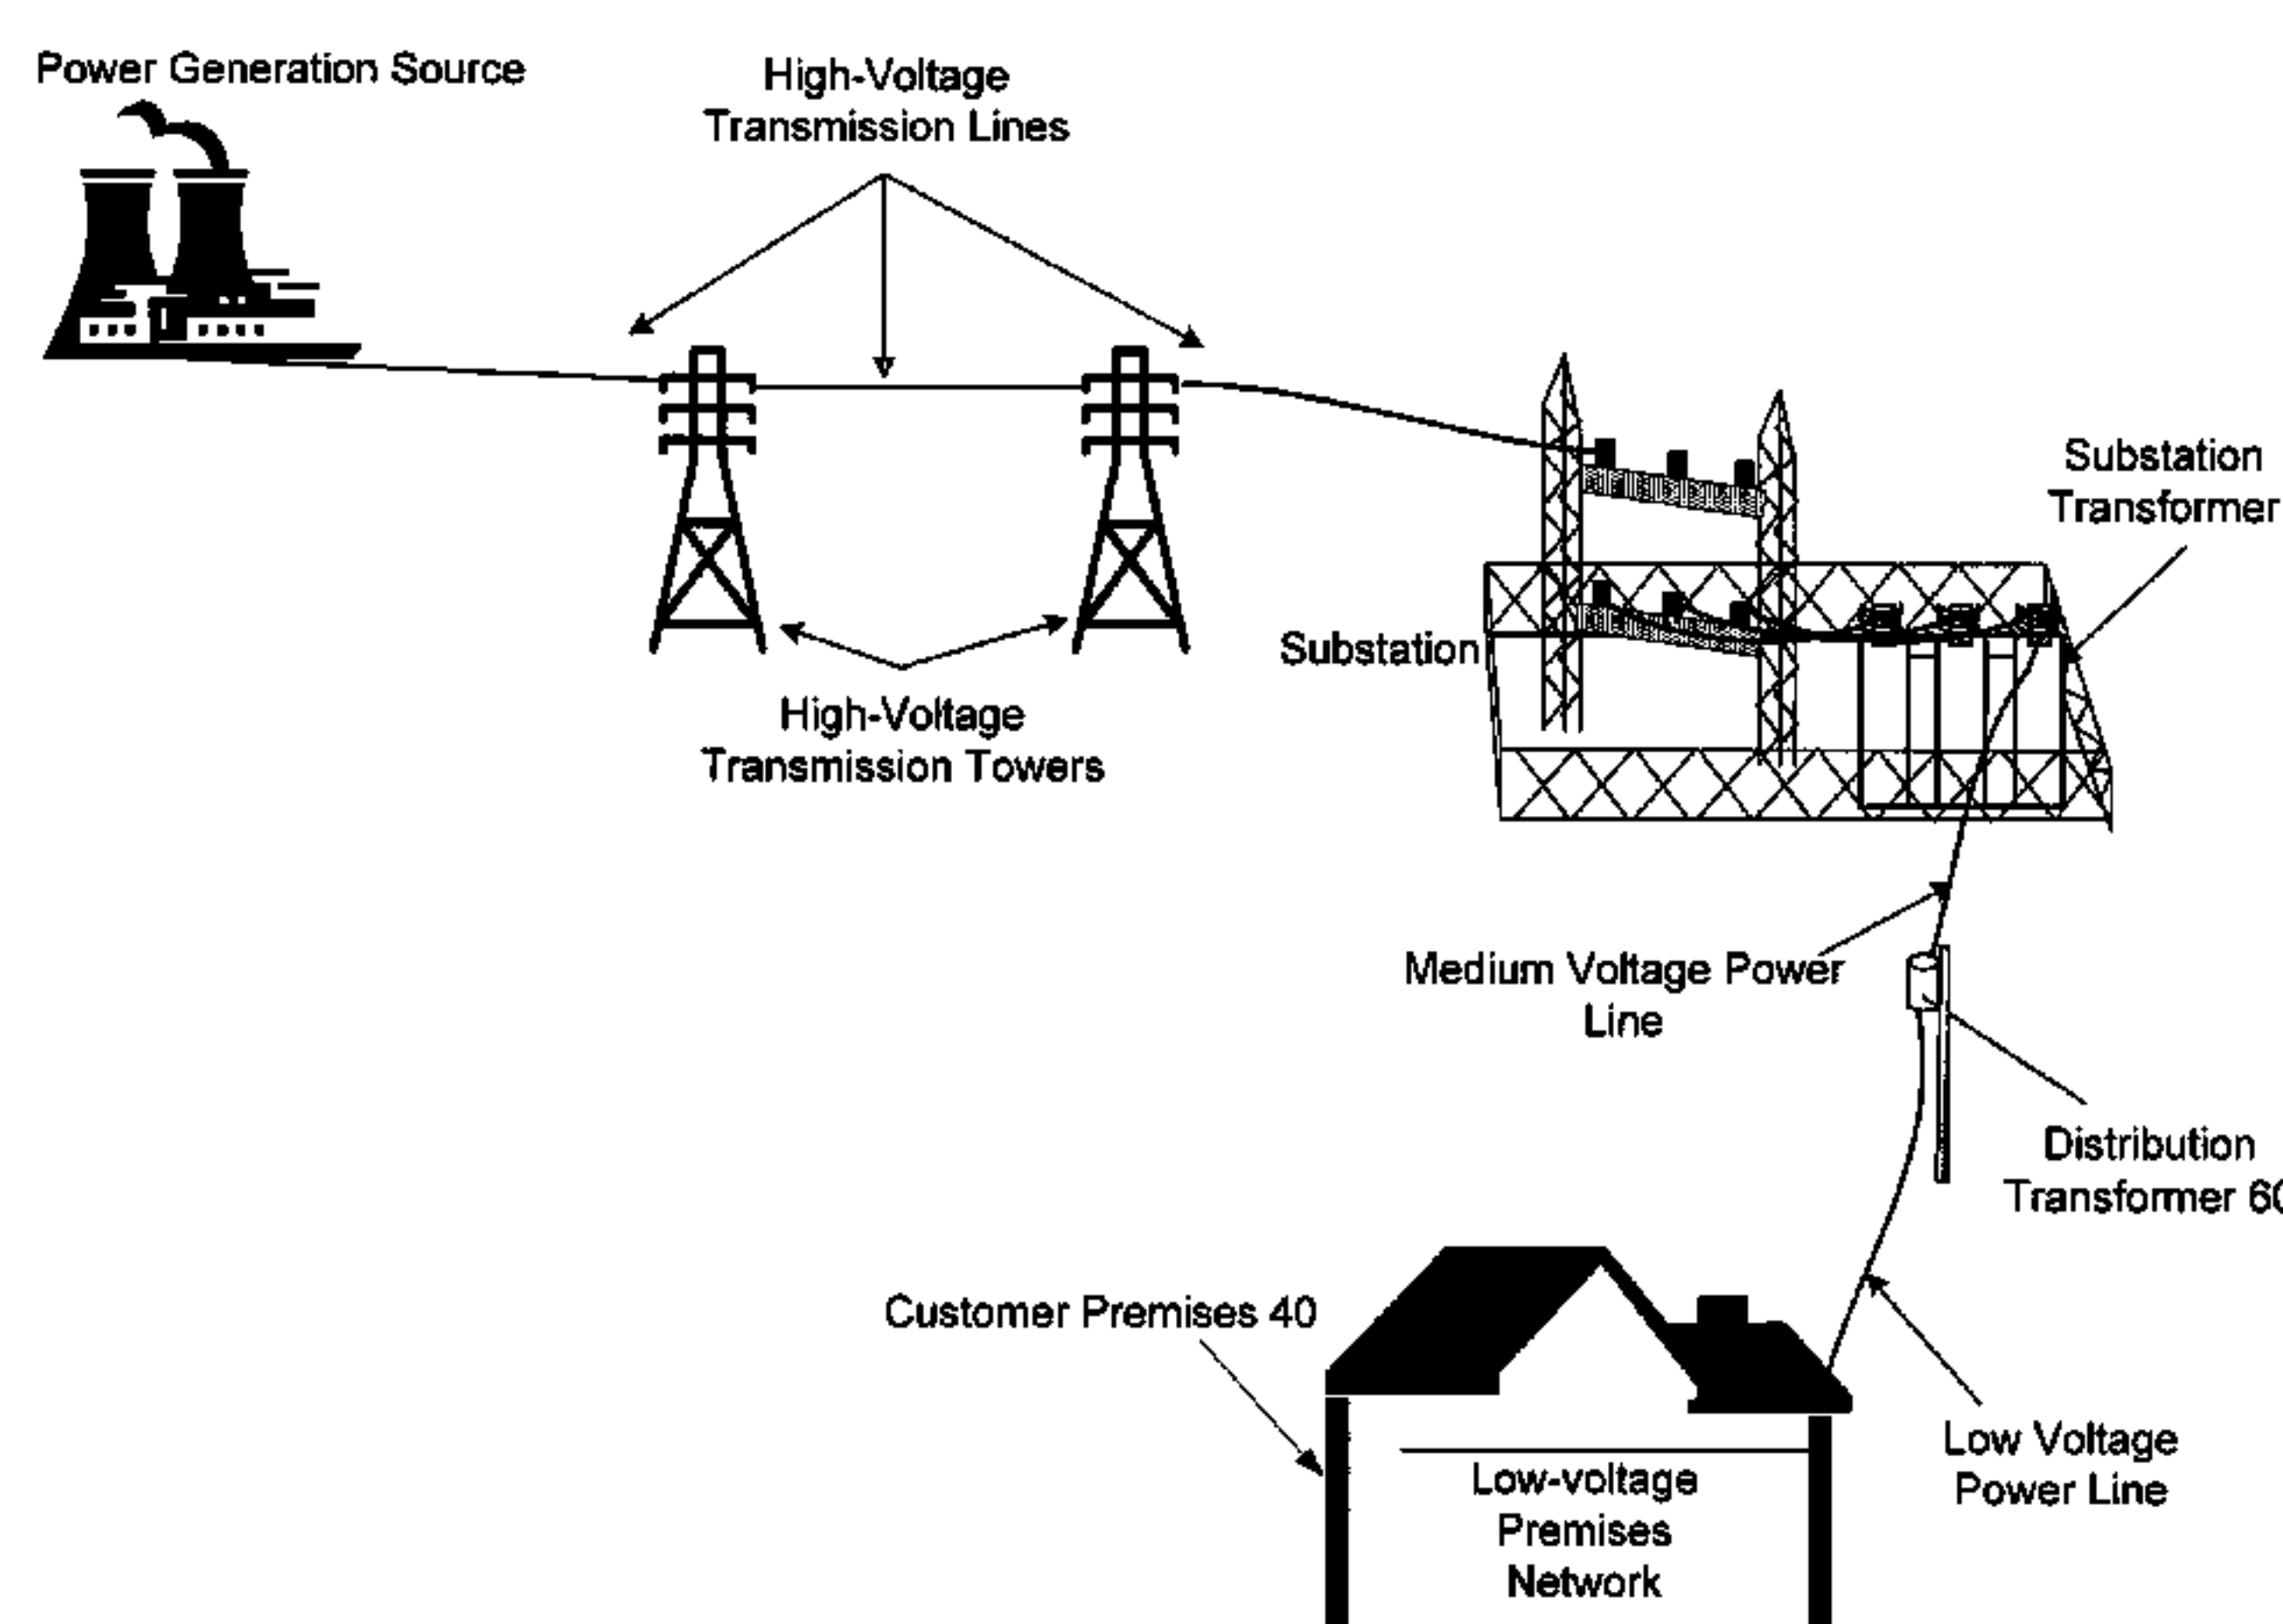 Power Generation Source
High-Voltage
Transmission Lines
Substation
Transformer
Substation
High-Voltage
Transmission Towers
Medium Voltage Power
Line
Distribution
Transformer 60
Customer Premises 40
Low Voltage
Power Line
Low-voltage
Premises
Network